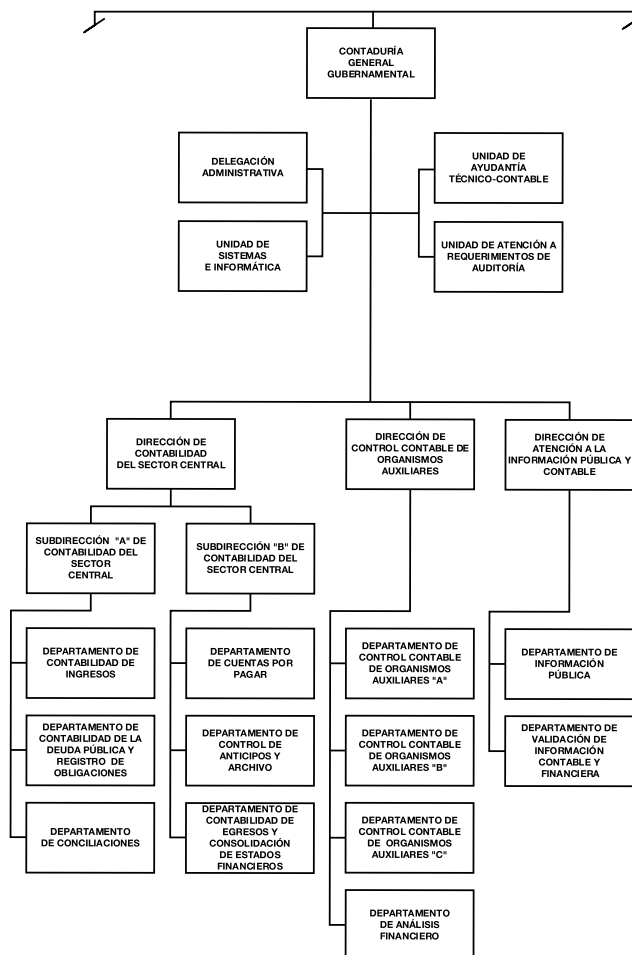 CONTADURÍA
GENERAL
GUBERNAMENTAL
DELEGACIÓN
ADMINISTRATIVA
UNIDAD DE
AYUDANTÍA
TÉCNICO-CONTABLE
UNIDAD DE
SISTEMAS
E INFORMÁTICA
UNIDAD DE ATENCIÓN A
REQUERIMIENTOS DE
AUDITORÍA
DIRECCIÓN DE
CONTABILIDAD
DEL SECTOR CENTRAL
DIRECCIÓN DE
CONTROL CONTABLE DE
ORGANISMOS
AUXILIARES
DIRECCIÓN DE
ATENCIÓN A LA
INFORMACIÓN PÚBLICA Y
CONTABLE
SUBDIRECCIÓN "A" DE
CONTABILIDAD DEL
SECTOR
CENTRAL
SUBDIRECCIÓN "B" DE
CONTABILIDAD DEL
SECTOR CENTRAL
DEPARTAMENTO DE
CONTABILIDAD DE
INGRESOS
DEPARTAMENTO
DE CUENTAS POR
PAGAR
DEPARTAMENTO DE
CONTROL CONTABLE
DE ORGANISMOS
AUXILIARES "A"
DEPARTAMENTO DE
INFORMACIÓN
PÚBLICA
DEPARTAMENTO DE
CONTABILIDAD DE LA
DEUDA PÚBLICA Y
REGISTRO DE
OBLIGACIONES
DEPARTAMENTO DE
CONTROL DE
ANTICIPOS Y
ARCHIVO
DEPARTAMENTO DE
CONTROL CONTABLE
DE ORGANISMOS
AUXILIARES "B"
DEPARTAMENTO DE
VALIDACIÓN DE
INFORMACIÓN
CONTABLE Y
FINANCIERA
DEPARTAMENTO
DE CONCILIACIONES
DEPARTAMENTO DE
CONTABILIDAD DE
EGRESOS Y
CONSOLIDACIÓN
DE ESTADOS
FINANCIEROS
DEPARTAMENTO DE
CONTROL CONTABLE
DE ORGANISMOS
AUXILIARES "C"
DEPARTAMENTO
DE ANÁLISIS
FINANCIERO